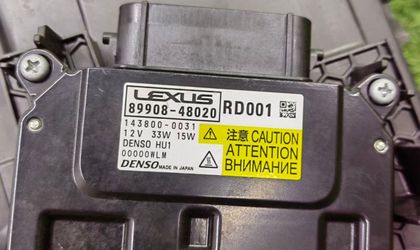 LEXUS
89908-48020 RD001
143800-0031
12V 33W 15W
DENSO HU1
00000WLM
DENSO MADE IN JAPAN
注意 CAUTION
ATTENTION
ВНИМАНИЕ